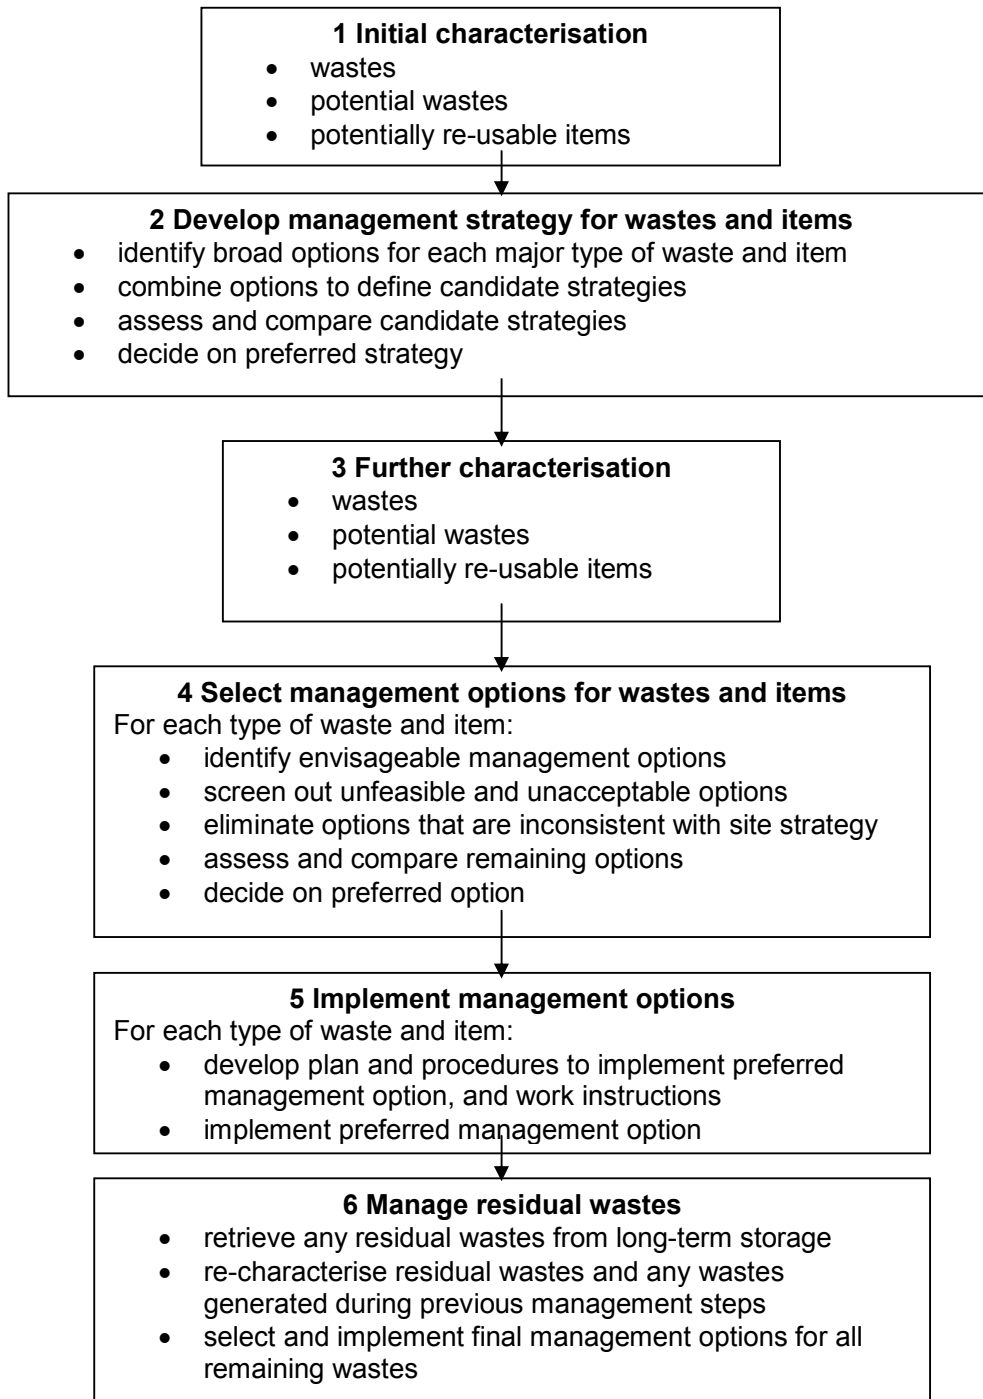 1 Initial characterisation
• wastes
• potential wastes
• potentially re-usable items
2 Develop management strategy for wastes and items
• identify broad options for each major type of waste and item
• combine options to define candidate strategies
• assess and compare candidate strategies
• decide on preferred strategy
3 Further characterisation
• wastes
• potential wastes
• potentially re-usable items
4 Select management options for wastes and items
For each type of waste and item:
• identify envisageable management options
• screen out unfeasible and unacceptable options
• eliminate options that are inconsistent with site strategy
• assess and compare remaining options
• decide on preferred option
5 Implement management options
For each type of waste and item:
• develop plan and procedures to implement preferred
management option, and work instructions
• implement preferred management option
6 Manage residual wastes
• retrieve any residual wastes from long-term storage
• re-characterise residual wastes and any wastes
generated during previous management steps
• select and implement final management options for all
remaining wastes